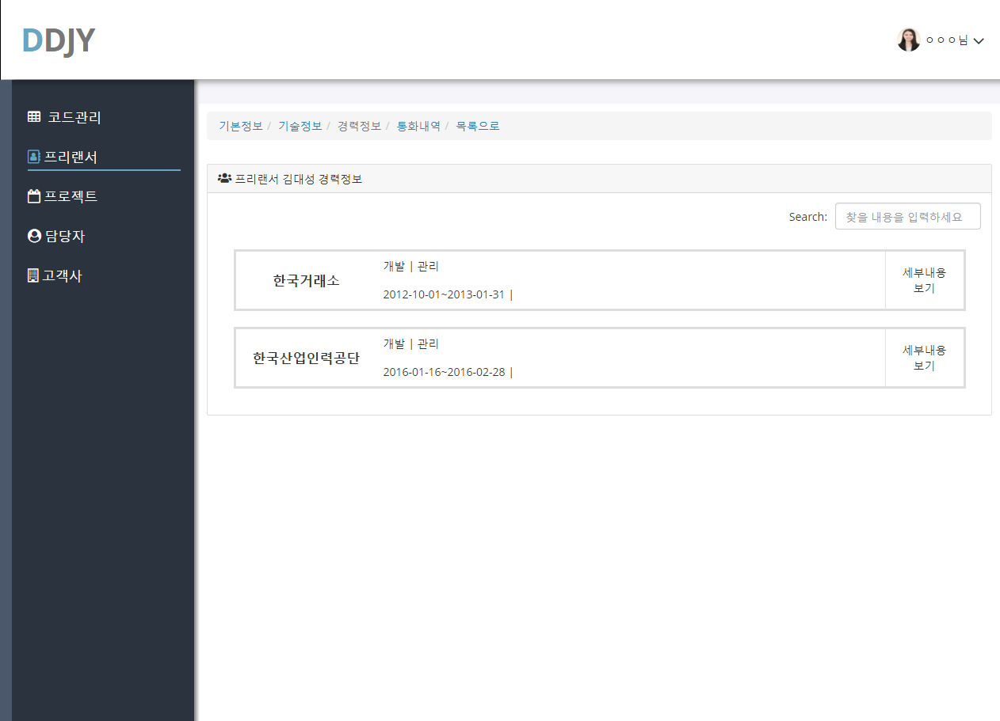 DDJY
ㅇㅇㅇ님
코드관리
프리랜서
프로젝트
담당자
고객사
기본정보 / 기술정보 / 경력정보 / 통화내역 / 목록으로
프리랜서 김대성 경력정보
Search: 찾을 내용을 입력하세요
한국거래소
개발 | 관리
2012-10-01~2013-01-31 |
세부내용
보기
한국산업인력공단
개발 | 관리
2016-01-16~2016-02-28 |
세부내용
보기